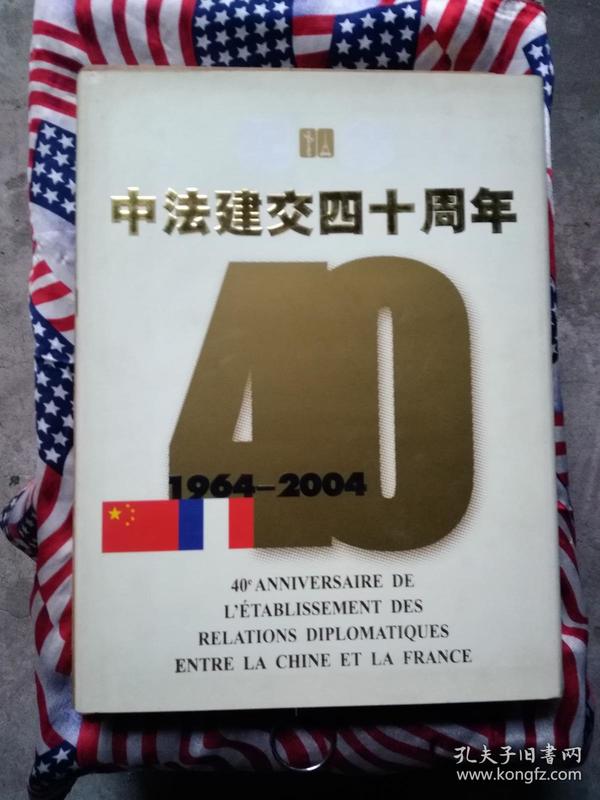 中法建交四十周年
40
1964–2004
40e ANNIVERSAIRE DE
L'ÉTABLISSEMENT DES
RELATIONS DIPLOMATIQUES
ENTRE LA CHINE ET LA FRANCE
孔夫子旧書网
www.kongfz.com